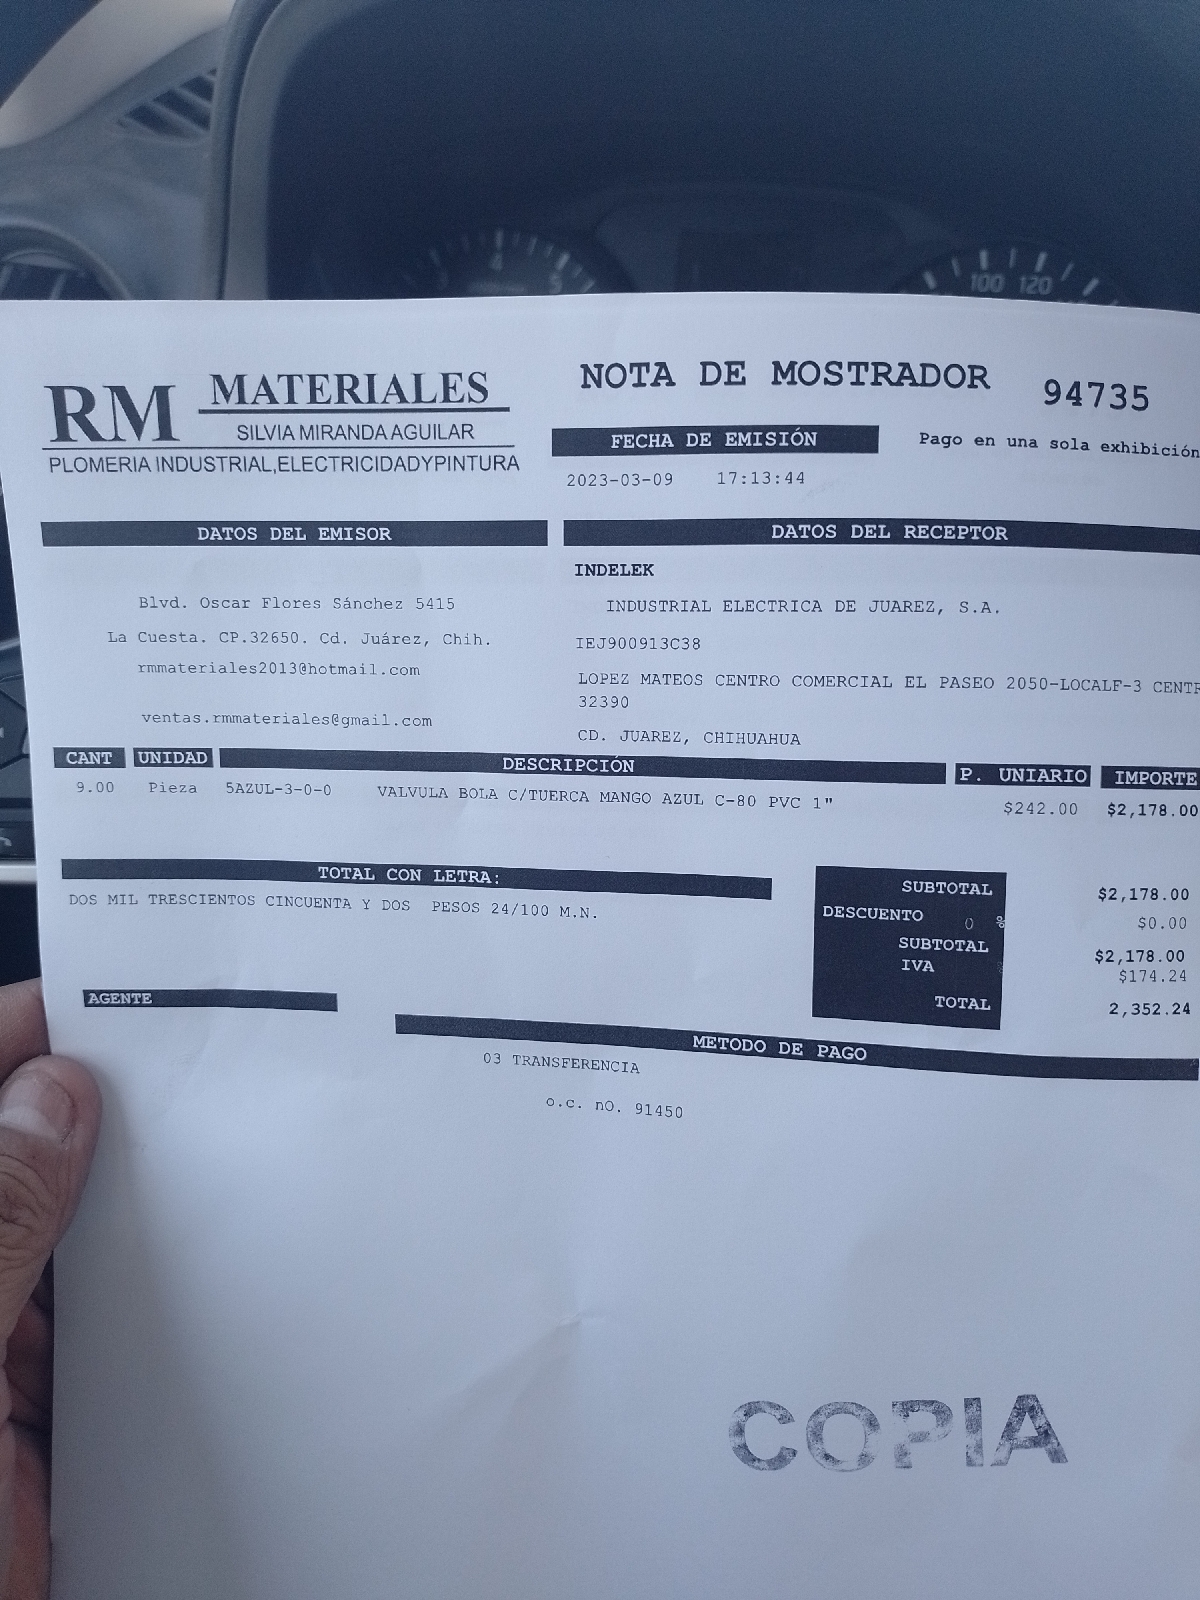 4 5
100 120
RM MATERIALES
SILVIA MIRANDA AGUILAR
PLOMERIA INDUSTRIAL,ELECTRICIDADYPINTURA
NOTA DE MOSTRADOR 94735
FECHA DE EMISIÓN
Pago en una sola exhibición
2023-03-09 17:13:44
DATOS DEL EMISOR
Blvd. Oscar Flores Sánchez 5415
La Cuesta. CP.32650. Cd. Juárez, Chih.
rmmateriales2013@hotmail.com
ventas.rmmateriales@gmail.com
DATOS DEL RECEPTOR
INDELEK
INDUSTRIAL ELECTRICA DE JUAREZ, S.A.
IEJ900913C38
LOPEZ MATEOS CENTRO COMERCIAL EL PASEO 2050-LOCALF-3 CENTR
32390
CD. JUAREZ, CHIHUAHUA
CANT UNIDAD DESCRIPCIÓN P. UNIARIO IMPORTE
9.00 Pieza 5AZUL-3-0-0 VALVULA BOLA C/TUERCA MANGO AZUL C-80 PVC 1" $242.00 $2,178.00
TOTAL CON LETRA:
DOS MIL TRESCIENTOS CINCUENTA Y DOS PESOS 24/100 M.N.
SUBTOTAL $2,178.00
DESCUENTO 0 % $0.00
SUBTOTAL $2,178.00
IVA $174.24
TOTAL 2,352.24
AGENTE
METODO DE PAGO
03 TRANSFERENCIA
o.c. nO. 91450
COPIA